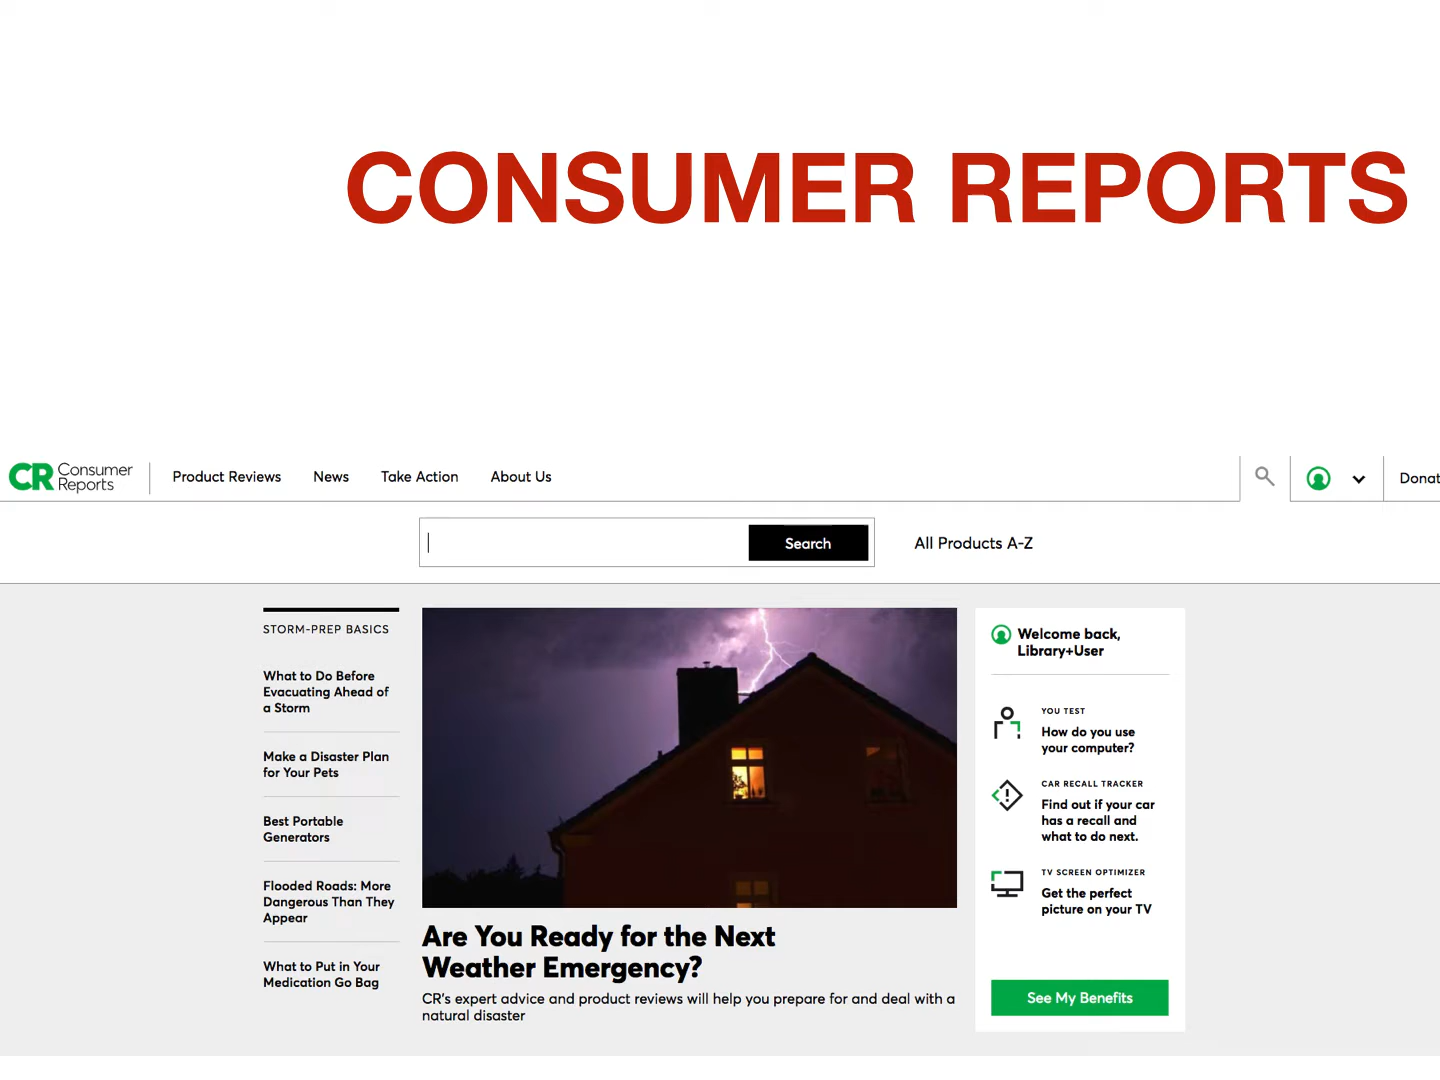 CONSUMER REPORTS
CR Consumer Reports
Product Reviews
News
Take Action
About Us
Donat
Search
All Products A-Z
STORM-PREP BASICS
What to Do Before
Evacuating Ahead of
a Storm
Make a Disaster Plan
for Your Pets
Best Portable
Generators
Flooded Roads: More
Dangerous Than They
Appear
What to Put in Your
Medication Go Bag
Are You Ready for the Next
Weather Emergency?
CR's expert advice and product reviews will help you prepare for and deal with a
natural disaster
Welcome back,
Library+User
YOU TEST
How do you use
your computer?
CAR RECALL TRACKER
Find out if your car
has a recall and
what to do next.
TV SCREEN OPTIMIZER
Get the perfect
picture on your TV
See My Benefits